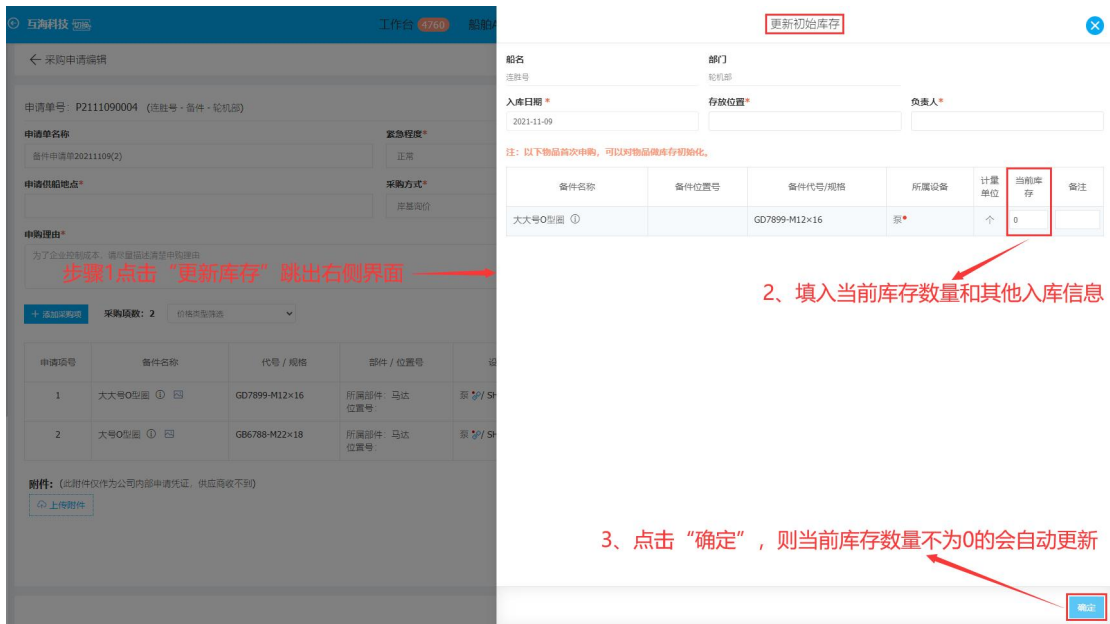 互海科技 切换
工作台 4760 船舶
采购申请编辑
申请单号: P2111090004 (连胜号 - 备件 - 轮机部)
申请单名称 紧急程度*
备件申请单20211109(2) 正常
申请供船地点* 采购方式*
岸基询价
申购理由*
为了企业控制成本,请尽量描述清楚申购理由
步骤1点击“更新库存”跳出右侧界面
+ 添加采购项 采购项数: 2 价格类型筛选
申请项号 备件名称 代号 / 规格 部件 / 位置号 设
1 大大号O型圈 GD7899-M12×16 所属部件: 马达 泵 / SH
位置号:
2 大号O型圈 GB6788-M22×18 所属部件: 马达 泵 / SH
位置号:
附件: (此附件仅作为公司内部申请凭证,供应商收不到)
上传附件
更新初始库存
船名 部门
连胜号 轮机部
入库日期 * 存放位置* 负责人*
2021-11-09
注: 以下物品首次申购,可以对物品做库存初始化。
备件名称 备件位置号 备件代号/规格 所属设备 计量单位 当前库存 备注
大大号O型圈 GD7899-M12×16 泵 个 0
2、填入当前库存数量和其他入库信息
3、点击“确定”,则当前库存数量不为0的会自动更新
确定